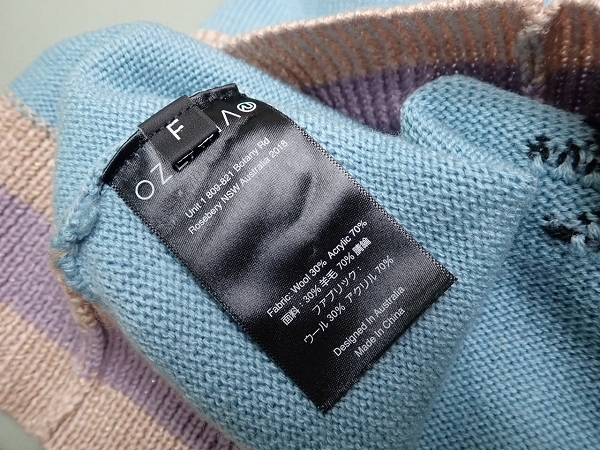 F
OZ
Unit 1 809-821 Botany Rd
Rosebery NSW Australia 2018
Fabric: Wool 30% Acrylic 70%
面料 : 30% 羊毛 70%
ファブリック :
ウール 30% アクリル 70%
Designed In Australia
Made In China